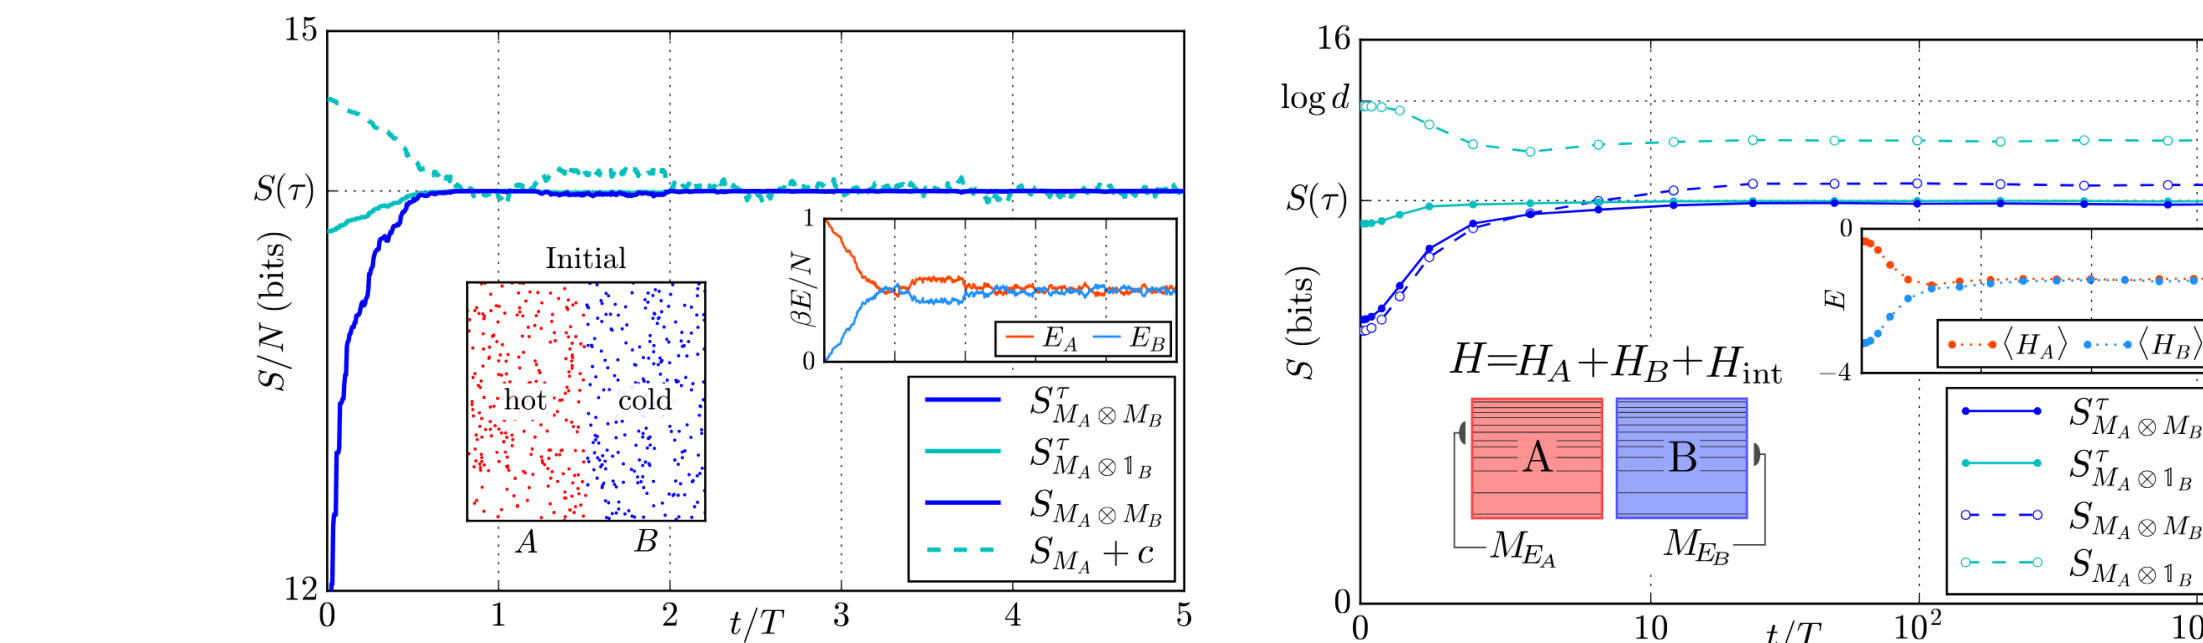 15
S(τ)
S/N (bits)
12
0 1 2 3 4 5
t/T
Initial
hot cold
A B
1
βE/N
0
E_A E_B
S^τ_{M_A ⊗ M_B}
S^τ_{M_A ⊗ 𝟙_B}
S_{M_A ⊗ M_B}
S_{M_A} + c
16
log d
S(τ)
S (bits)
0
0 10 10² 10
t/T
H=H_A+H_B+H_int
A B
M_{E_A} M_{E_B}
0
E
−4
⟨H_A⟩ ⟨H_B⟩
S^τ_{M_A ⊗ M_B}
S^τ_{M_A ⊗ 𝟙_B}
S_{M_A ⊗ M_B}
S_{M_A ⊗ 𝟙_B}